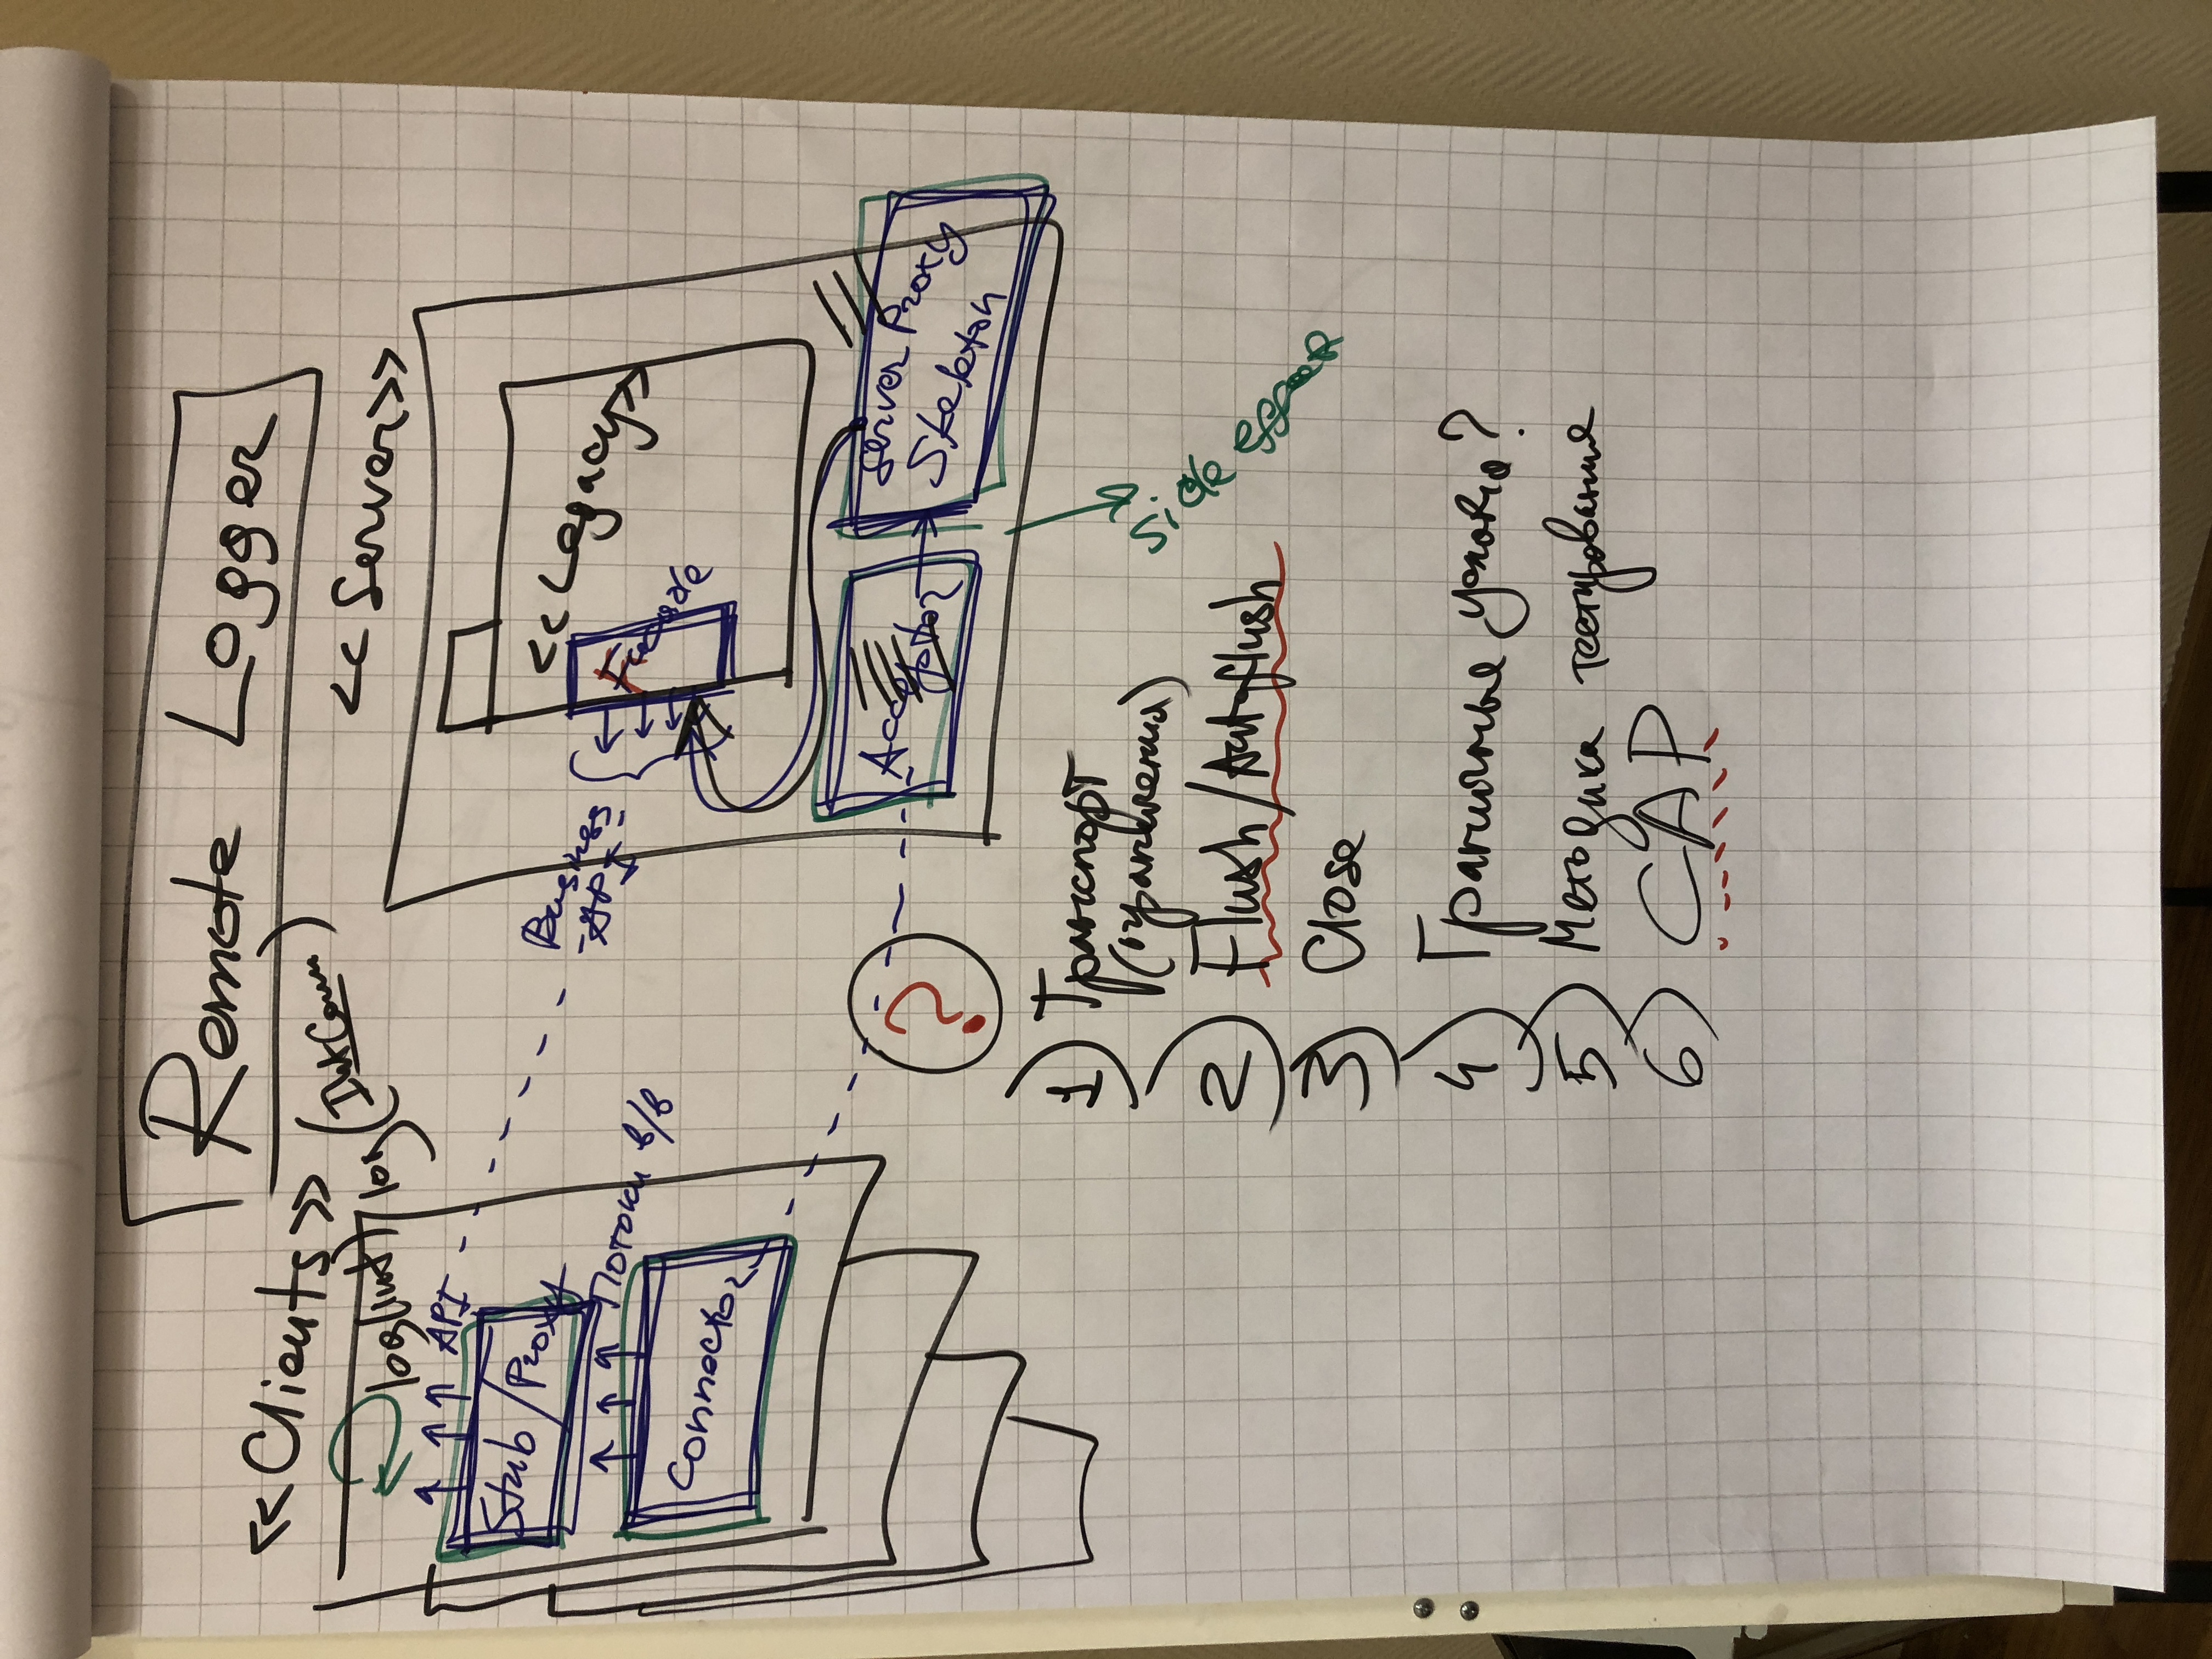 Remote Logger
<<Clients>>
log(int)
log(IntComm)
API
Stub / Proxy
Потоки в/в
Connector
<<Server>>
<<Legacy>>
Business
API
Facade
Acceptor
Server Proxy
Skeleton
?
side effect
1) Транспорт
(ограничения)
2) Flush/Autoflush
3) Close
4) Граничные условия?
5) Методика тестирования
6) CAP